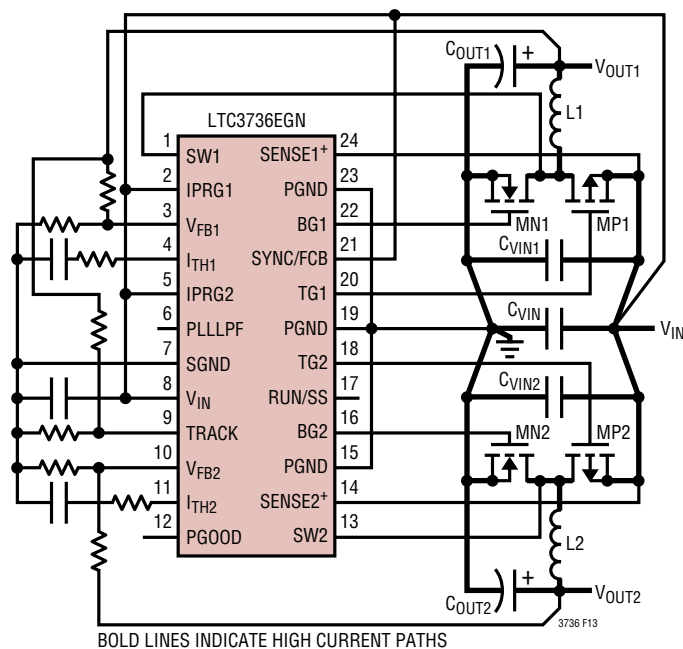 COUT1
+
VOUT1
L1
LTC3736EGN
1 SW1 SENSE1+ 24
2 IPRG1 PGND 23
3 VFB1 BG1 22
4 ITH1 SYNC/FCB 21
5 IPRG2 TG1 20
6 PLLLPF PGND 19
7 SGND TG2 18
8 VIN RUN/SS 17
9 TRACK BG2 16
10 VFB2 PGND 15
11 ITH2 SENSE2+ 14
12 PGOOD SW2 13
MN1
MP1
CVIN1
CVIN
VIN
CVIN2
MN2
MP2
L2
COUT2
+
VOUT2
3736 F13
BOLD LINES INDICATE HIGH CURRENT PATHS